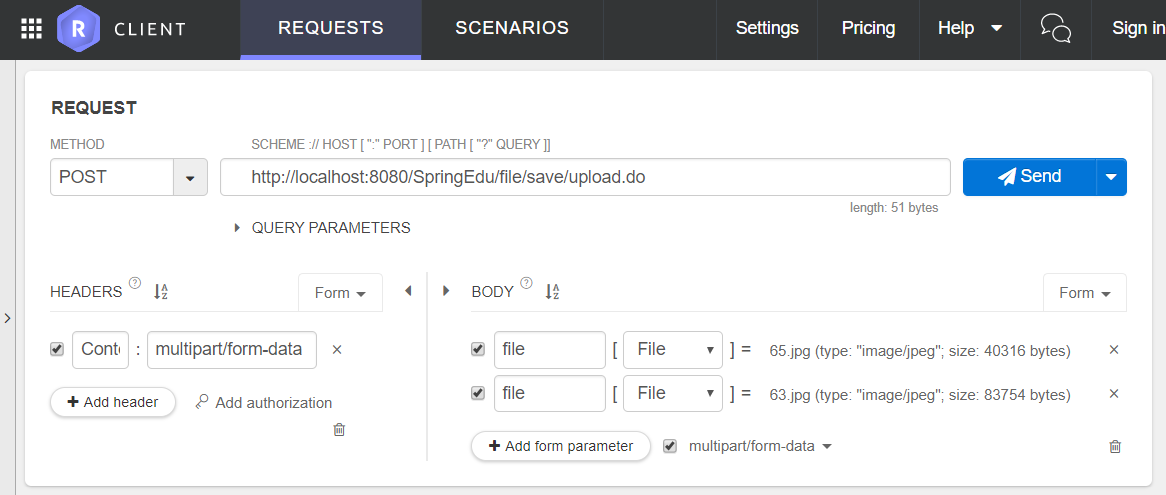 R CLIENT REQUESTS SCENARIOS Settings Pricing Help Sign in
REQUEST
METHOD SCHEME :// HOST [ ":" PORT ] [ PATH [ "?" QUERY ]]
POST http://localhost:8080/SpringEdu/file/save/upload.do Send
length: 51 bytes
QUERY PARAMETERS
HEADERS ? A Z Form BODY ? A Z Form
Conte : multipart/form-data × file [ File ] = 65.jpg (type: "image/jpeg"; size: 40316 bytes) ×
file [ File ] = 63.jpg (type: "image/jpeg"; size: 83754 bytes) ×
+ Add header Add authorization
+ Add form parameter multipart/form-data